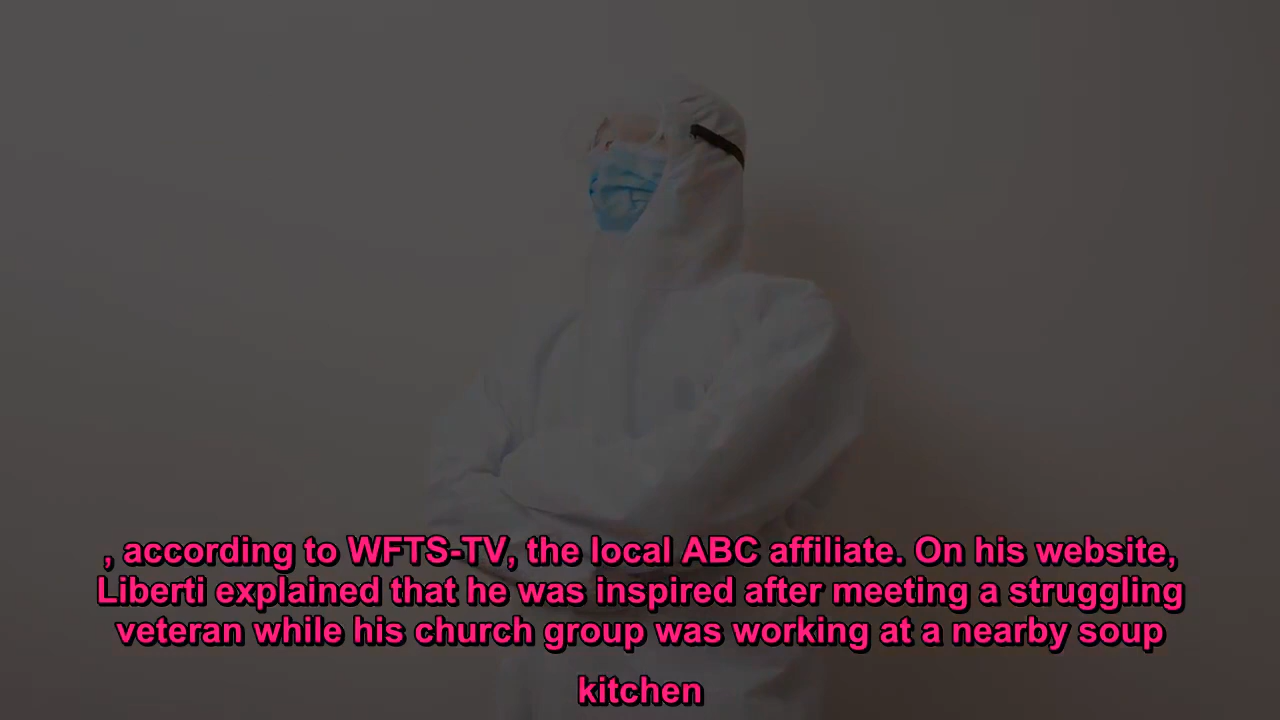 , according to WFTS-TV, the local ABC affiliate. On his website,
Liberti explained that he was inspired after meeting a struggling
veteran while his church group was working at a nearby soup
kitchen